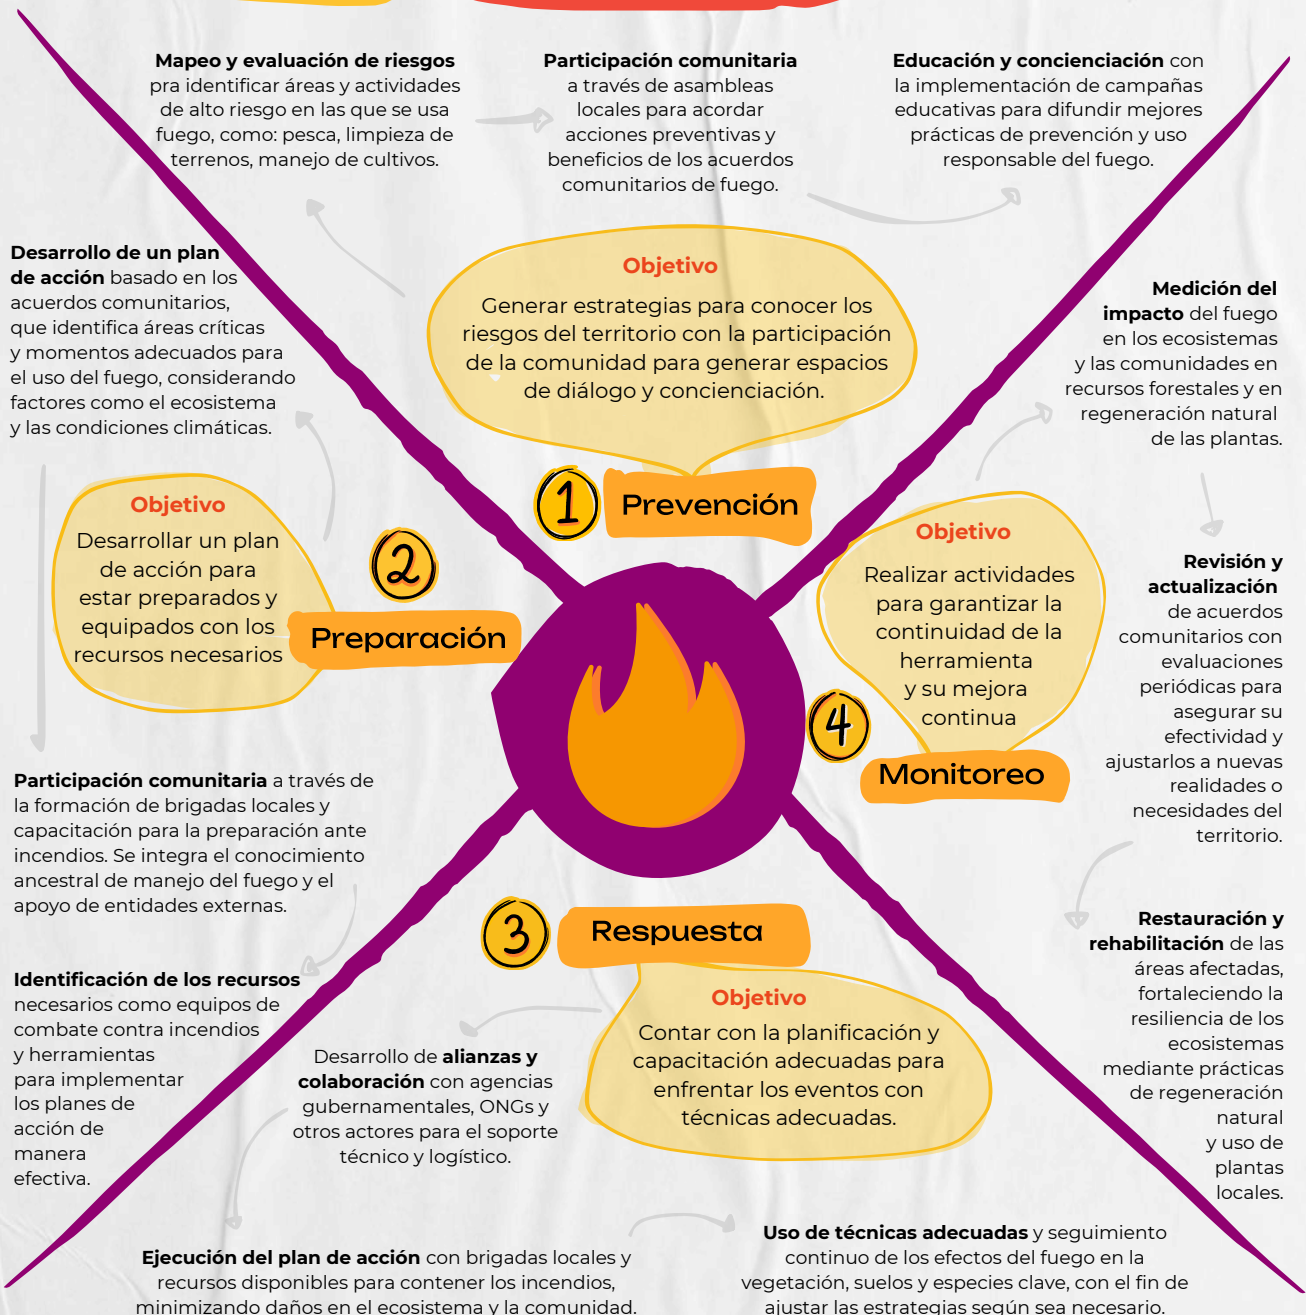 Mapeo y evaluación de riesgos
pra identificar áreas y actividades
de alto riesgo en las que se usa
fuego, como: pesca, limpieza de
terrenos, manejo de cultivos.
Participación comunitaria
a través de asambleas
locales para acordar
acciones preventivas y
beneficios de los acuerdos
comunitarios de fuego.
Educación y concienciación con
la implementación de campañas
educativas para difundir mejores
prácticas de prevención y uso
responsable del fuego.
Objetivo
Generar estrategias para conocer los
riesgos del territorio con la participación
de la comunidad para generar espacios
de diálogo y concienciación.
1
Prevención
Desarrollo de un plan
de acción basado en los
acuerdos comunitarios,
que identifica áreas críticas
y momentos adecuados para
el uso del fuego, considerando
factores como el ecosistema
y las condiciones climáticas.
Objetivo
Desarrollar un plan
de acción para
estar preparados y
equipados con los
recursos necesarios
2
Preparación
Participación comunitaria a través de
la formación de brigadas locales y
capacitación para la preparación ante
incendios. Se integra el conocimiento
ancestral de manejo del fuego y el
apoyo de entidades externas.
Identificación de los recursos
necesarios como equipos de
combate contra incendios
y herramientas
para implementar
los planes de
acción de
manera
efectiva.
3
Respuesta
Objetivo
Contar con la planificación y
capacitación adecuadas para
enfrentar los eventos con
técnicas adecuadas.
Desarrollo de alianzas y
colaboración con agencias
gubernamentales, ONGs y
otros actores para el soporte
técnico y logístico.
Ejecución del plan de acción con brigadas locales y
recursos disponibles para contener los incendios,
minimizando daños en el ecosistema y la comunidad.
Uso de técnicas adecuadas y seguimiento
continuo de los efectos del fuego en la
vegetación, suelos y especies clave, con el fin de
ajustar las estrategias según sea necesario.
Objetivo
Realizar actividades
para garantizar la
continuidad de la
herramienta
y su mejora
continua
4
Monitoreo
Medición del
impacto del fuego
en los ecosistemas
y las comunidades en
recursos forestales y en
regeneración natural
de las plantas.
Revisión y
actualización
de acuerdos
comunitarios con
evaluaciones
periódicas para
asegurar su
efectividad y
ajustarlos a nuevas
realidades o
necesidades del
territorio.
Restauración y
rehabilitación de las
áreas afectadas,
fortaleciendo la
resiliencia de los
ecosistemas
mediante prácticas
de regeneración
natural
y uso de
plantas
locales.